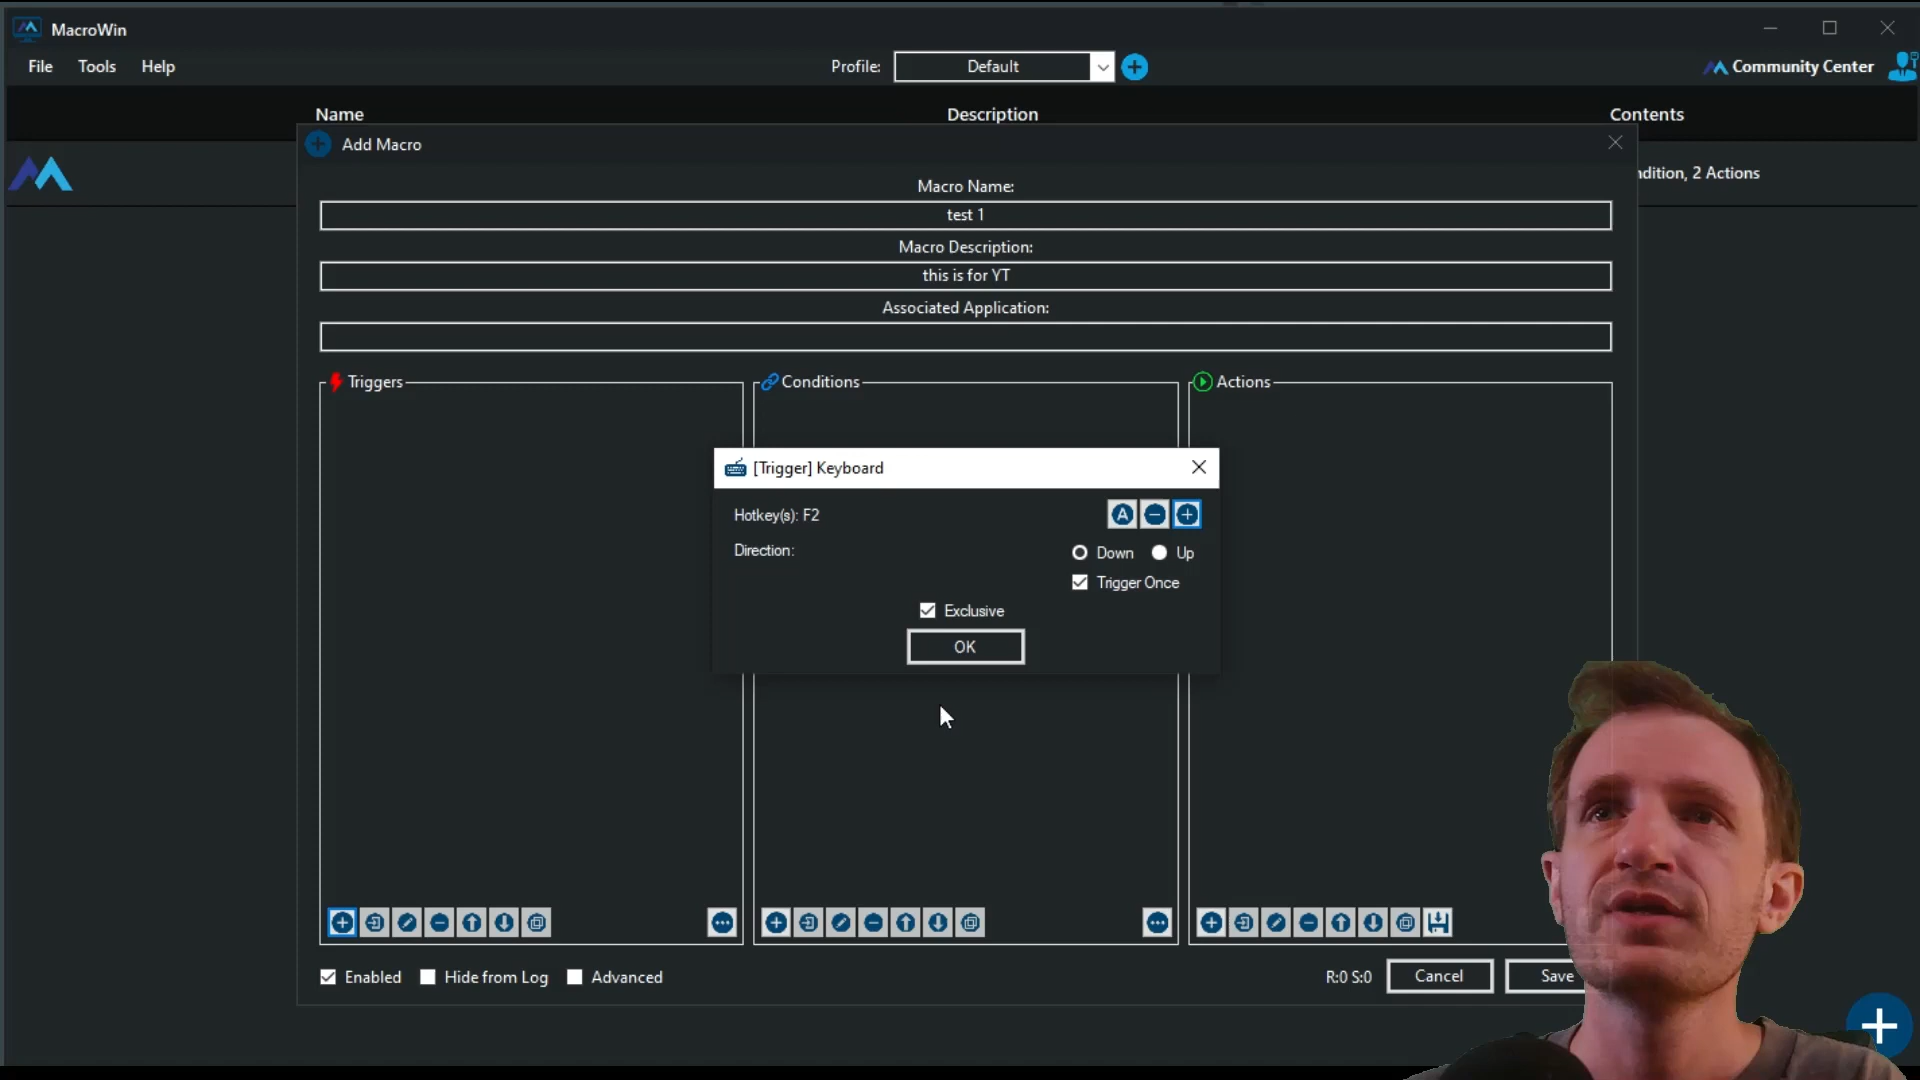 MacroWin
File Tools Help
Profile: Default
Community Center
Name Description Contents
Add Macro
ndition, 2 Actions
Macro Name:
test 1
Macro Description:
this is for YT
Associated Application:
Triggers
Conditions
Actions
[Trigger] Keyboard
Hotkey(s): F2
A
Direction:
Down Up
Trigger Once
Exclusive
OK
Enabled Hide from Log Advanced
R:0 S:0
Cancel
Save